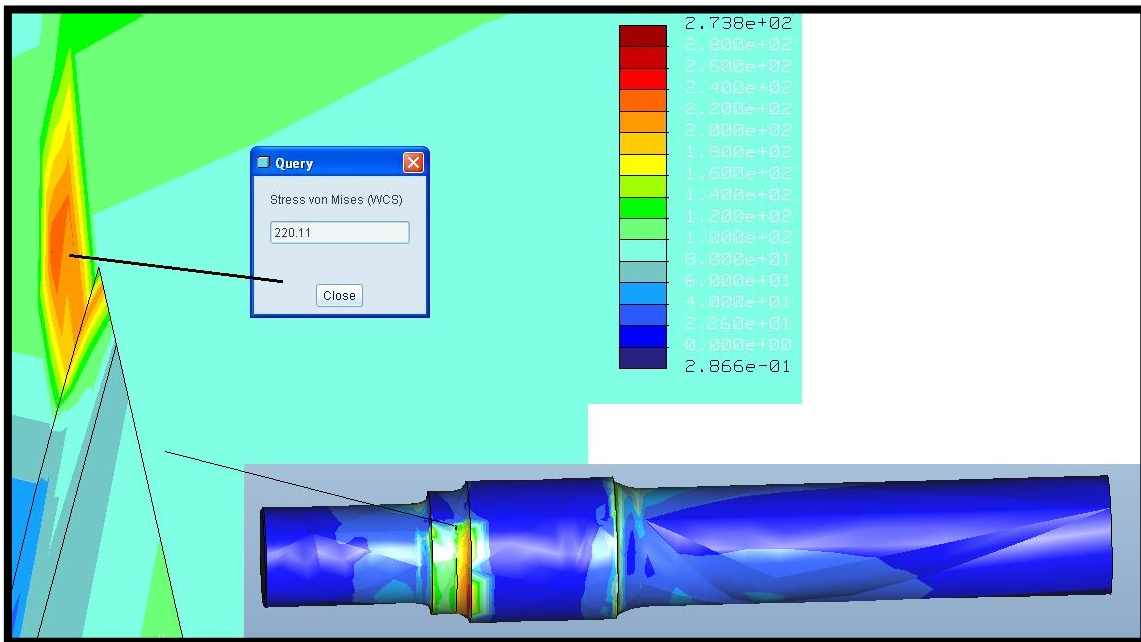 2.738e+02
2.800e+02
2.600e+02
2.400e+02
2.200e+02
2.000e+02
1.800e+02
1.600e+02
1.400e+02
1.200e+02
1.000e+02
8.000e+01
6.000e+01
4.000e+01
2.260e+01
0.000e+00
2.866e-01
Query
Stress von Mises (WCS)
220.11
Close